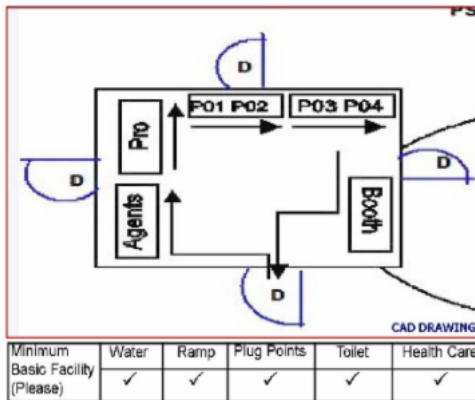 PS
D
P01 P02 P03 P04
Pro
D
D
Agents
Booth
D
CAD DRAWING
Minimum Basic Facility (Please)
Water Ramp Plug Points Toilet Health Care
✓ ✓ ✓ ✓ ✓